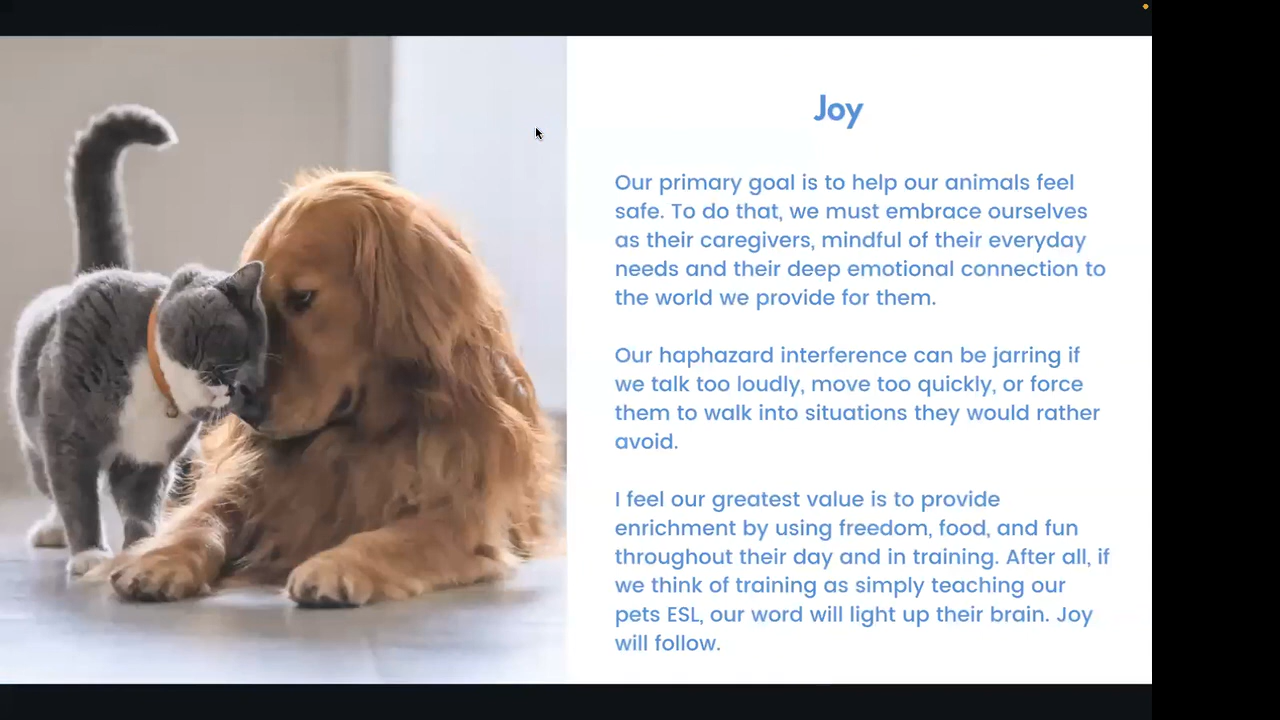 Joy
Our primary goal is to help our animals feel
safe. To do that, we must embrace ourselves
as their caregivers, mindful of their everyday
needs and their deep emotional connection to
the world we provide for them.
Our haphazard interference can be jarring if
we talk too loudly, move too quickly, or force
them to walk into situations they would rather
avoid.
I feel our greatest value is to provide
enrichment by using freedom, food, and fun
throughout their day and in training. After all, if
we think of training as simply teaching our
pets ESL, our word will light up their brain. Joy
will follow.